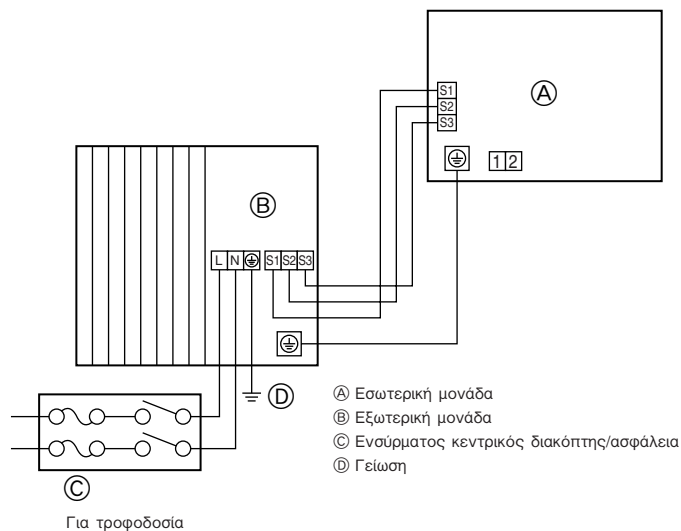 Ⓐ
S1
S2
S3
1 2
Ⓑ
L N S1 S2 S3
Ⓓ
Ⓒ
Για τροφοδοσία
Ⓐ Εσωτερική μονάδα
Ⓑ Εξωτερική μονάδα
Ⓒ Ενσύρματος κεντρικός διακόπτης/ασφάλεια
Ⓓ Γείωση